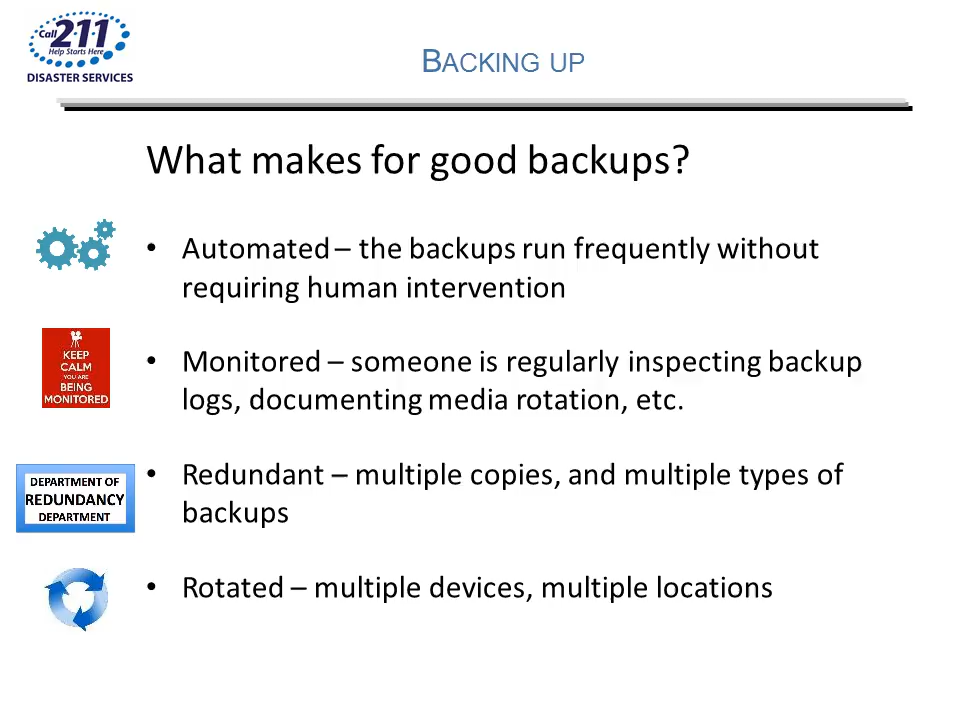 Call
211
Help Starts Here
DISASTER SERVICES
BACKING UP
What makes for good backups?
• Automated – the backups run frequently without
requiring human intervention
KEEP
CALM
YOU ARE
BEING
MONITORED
• Monitored – someone is regularly inspecting backup
logs, documenting media rotation, etc.
DEPARTMENT OF
REDUNDANCY
DEPARTMENT
• Redundant – multiple copies, and multiple types of
backups
• Rotated – multiple devices, multiple locations